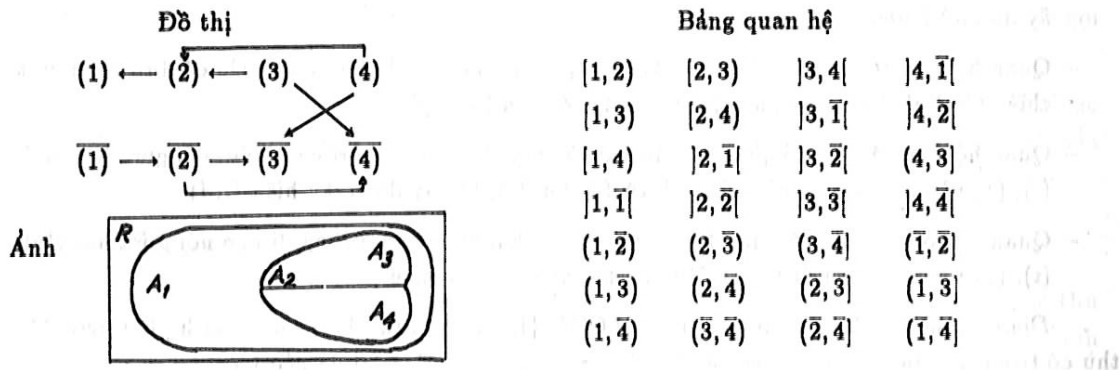 Đồ thị
(1) ← (2) ← (3) (4)
(1̅) → (2̅) → (3̅) (4̅)
Ảnh
R
A₁ A₂ A₃
A₄
Bảng quan hệ
[1, 2) [2, 3) ]3, 4[ ]4, 1̅[
[1, 3) [2, 4) ]3, 1̅[ ]4, 2̅[
[1, 4) ]2, 1̅[ ]3, 2̅[ (4, 3̅[
]1, 1̅[ ]2, 2̅[ ]3, 3̅[ ]4, 4̅[
(1, 2̅) (2, 3̅) (3, 4̅] (1̅, 2̅]
(1, 3̅) (2, 4̅) (2̅, 3̅] (1̅, 3̅]
(1, 4̅) (3̅, 4̅) (2̅, 4̅] (1̅, 4̅]